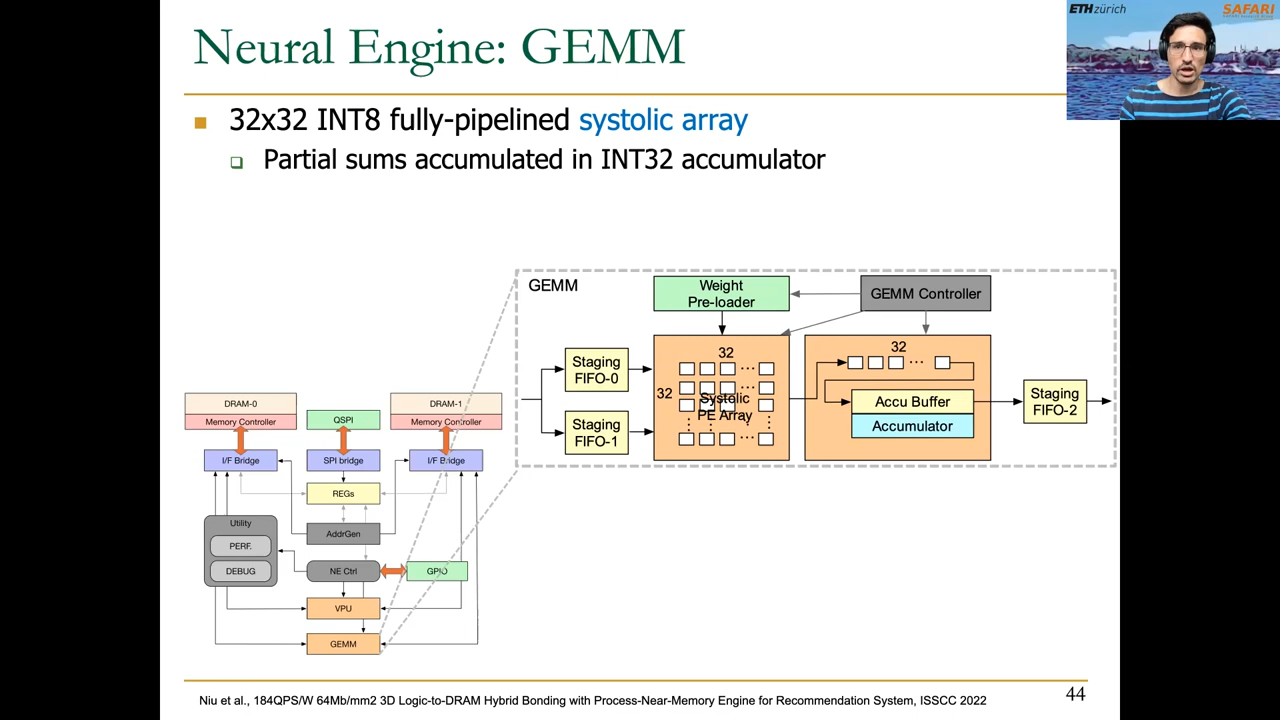 Neural Engine: GEMM
ETH zürich
SAFARI
32x32 INT8 fully-pipelined systolic array
Partial sums accumulated in INT32 accumulator
GEMM
Weight
Pre-loader
GEMM Controller
Staging
FIFO-0
Staging
FIFO-1
32
32
Systolic
PE Array
32
Accu Buffer
Accumulator
Staging
FIFO-2
DRAM-0
Memory Controller
QSPI
DRAM-1
Memory Controller
I/F Bridge
SPI bridge
I/F Bridge
REGs
Utility
PERF.
DEBUG
AddrGen
NE Ctrl
GPIO
VPU
GEMM
Niu et al., 184QPS/W 64Mb/mm2 3D Logic-to-DRAM Hybrid Bonding with Process-Near-Memory Engine for Recommendation System, ISSCC 2022
44